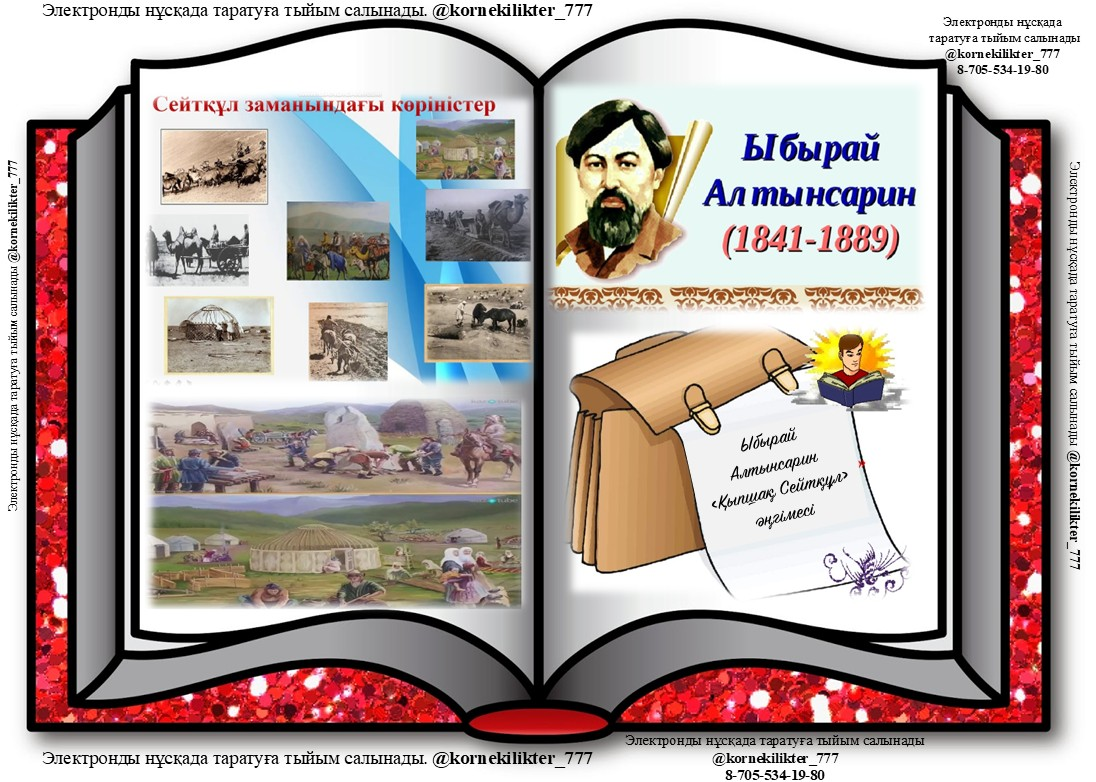 Электронды нұсқада таратуға тыйым салынады. @kornekilikter_777
Электронды нұсқада
таратуға тыйым салынады
@kornekilikter_777
8-705-534-19-80
Электронды нұсқада таратуға тыйым салынады @kornekilikter_777
Сейтқұл заманындағы көріністер
Ыбырай
Алтынсарин
(1841-1889)
Ыбырай
Алтынсарин
«Қыпшақ Сейтқұл»
әңгімесі
Электронды нұсқада таратуға тыйым салынады @kornekilikter_777
Электронды нұсқада таратуға тыйым салынады. @kornekilikter_777
Электронды нұсқада таратуға тыйым салынады
@kornekilikter_777
8-705-534-19-80